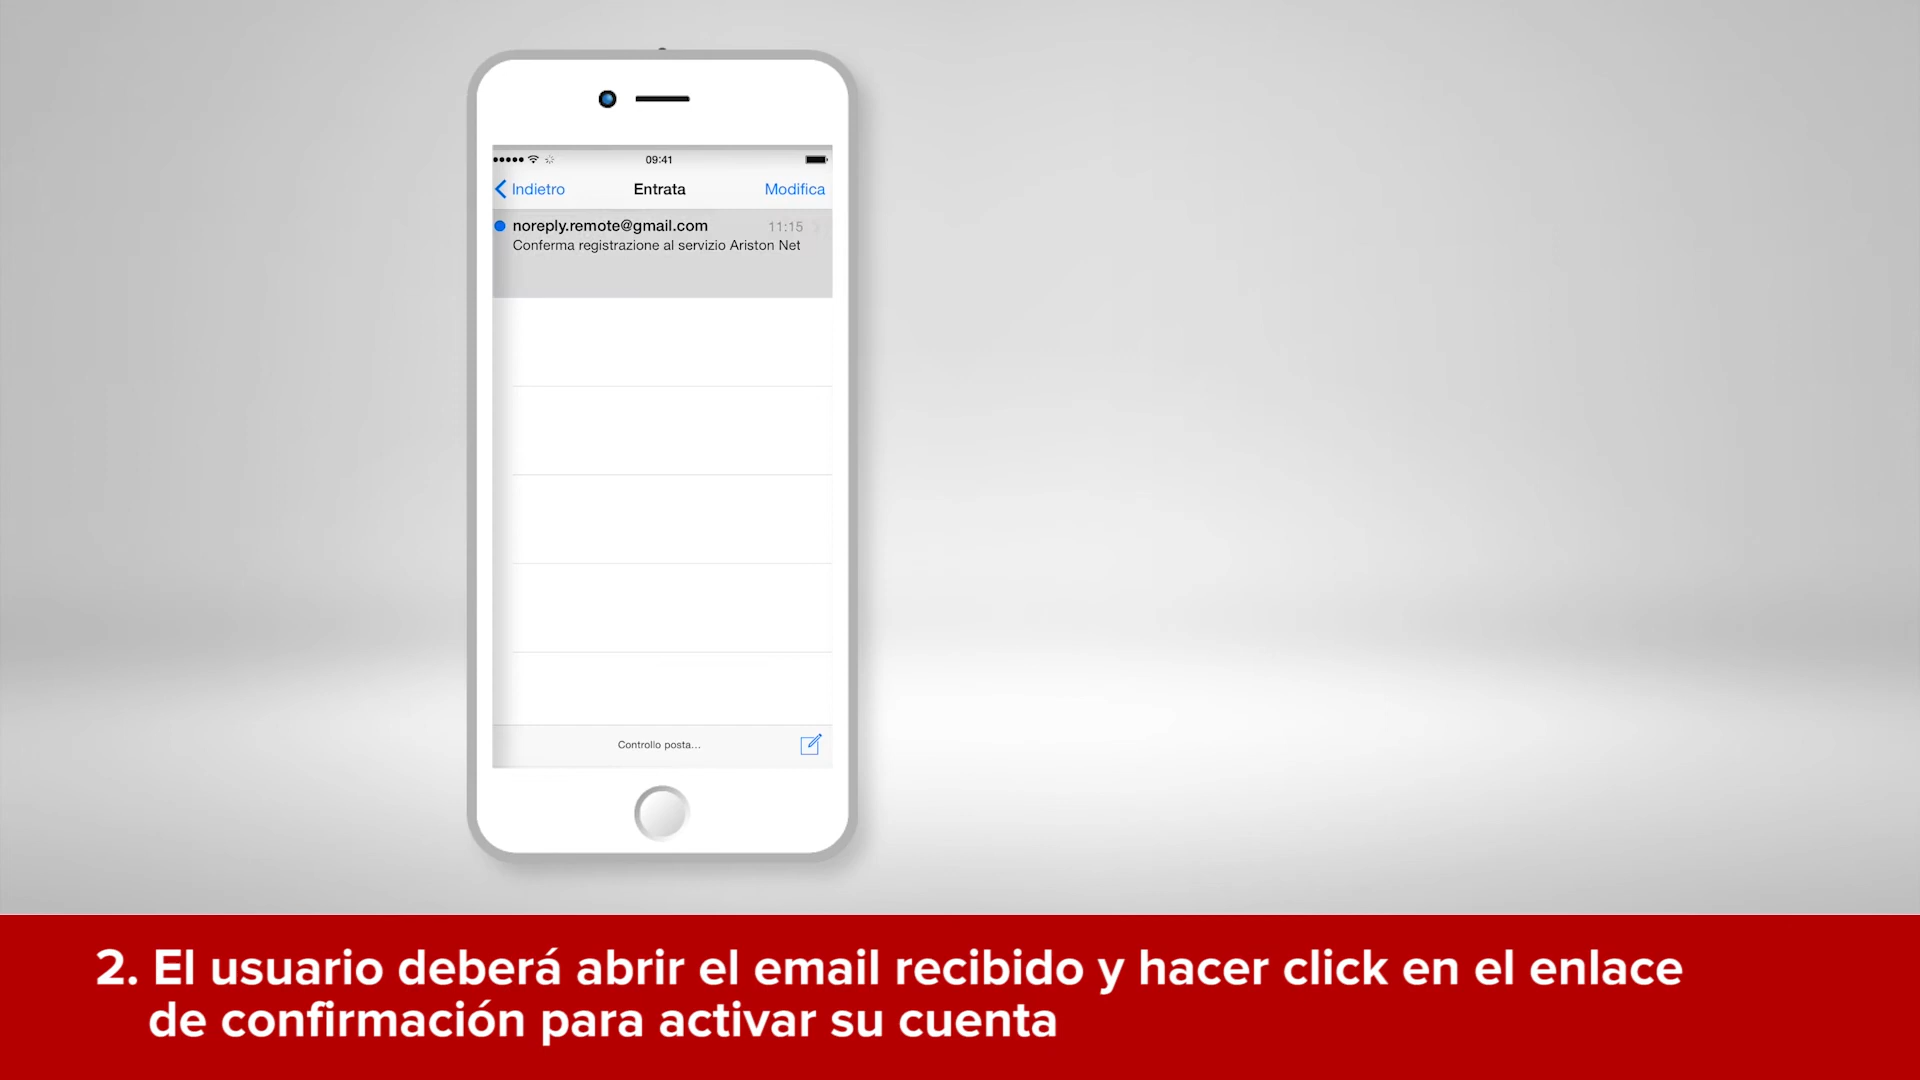 09:41
Indietro Entrata Modifica
noreply.remote@gmail.com 11:15
Conferma registrazione al servizio Ariston Net
Controllo posta...
2. El usuario deberá abrir el email recibido y hacer click en el enlace
de confirmación para activar su cuenta